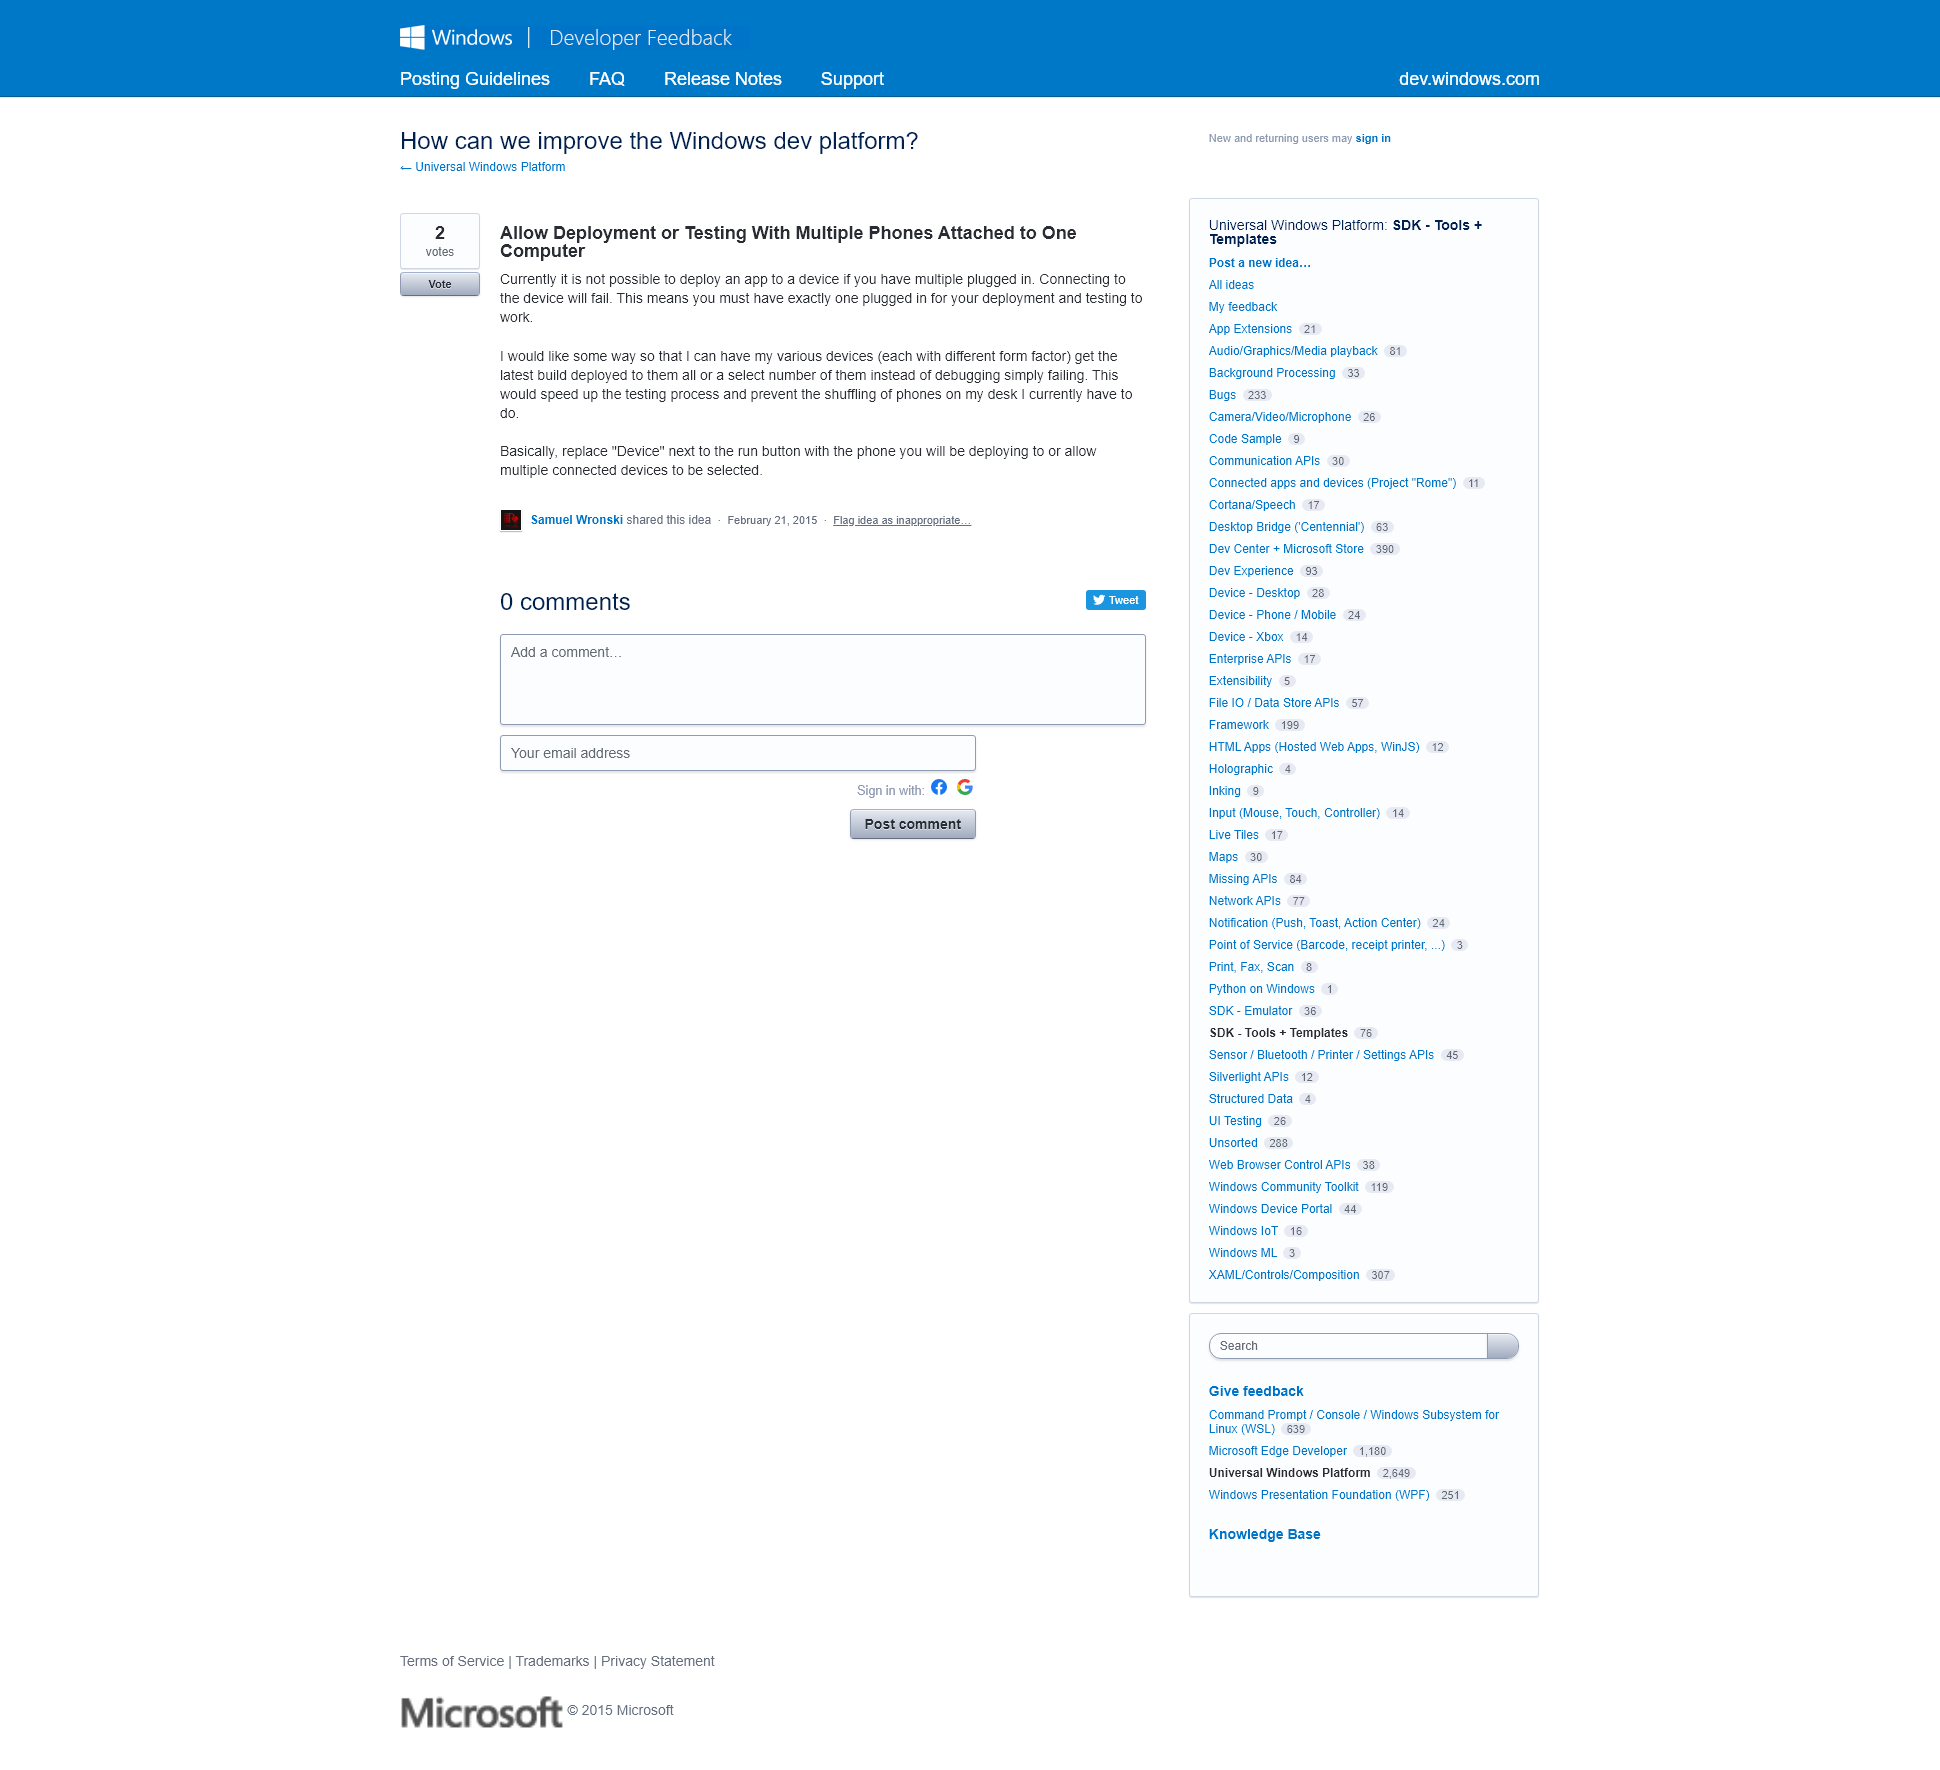 Windows | Developer Feedback
Posting Guidelines FAQ Release Notes Support dev.windows.com
How can we improve the Windows dev platform?
← Universal Windows Platform
New and returning users may sign in
2
votes
Vote
Allow Deployment or Testing With Multiple Phones Attached to One
Computer
Currently it is not possible to deploy an app to a device if you have multiple plugged in. Connecting to
the device will fail. This means you must have exactly one plugged in for your deployment and testing to
work.
I would like some way so that I can have my various devices (each with different form factor) get the
latest build deployed to them all or a select number of them instead of debugging simply failing. This
would speed up the testing process and prevent the shuffling of phones on my desk I currently have to
do.
Basically, replace "Device" next to the run button with the phone you will be deploying to or allow
multiple connected devices to be selected.
Samuel Wronski shared this idea · February 21, 2015 · Flag idea as inappropriate…
0 comments
Tweet
Add a comment…
Your email address
Sign in with:
Post comment
Universal Windows Platform: SDK - Tools +
Templates
Post a new idea…
All ideas
My feedback
App Extensions 21
Audio/Graphics/Media playback 81
Background Processing 33
Bugs 233
Camera/Video/Microphone 26
Code Sample 9
Communication APIs 30
Connected apps and devices (Project "Rome") 11
Cortana/Speech 17
Desktop Bridge ('Centennial') 63
Dev Center + Microsoft Store 390
Dev Experience 93
Device - Desktop 28
Device - Phone / Mobile 24
Device - Xbox 14
Enterprise APIs 17
Extensibility 5
File IO / Data Store APIs 57
Framework 199
HTML Apps (Hosted Web Apps, WinJS) 12
Holographic 4
Inking 9
Input (Mouse, Touch, Controller) 14
Live Tiles 17
Maps 30
Missing APIs 84
Network APIs 77
Notification (Push, Toast, Action Center) 24
Point of Service (Barcode, receipt printer, ...) 3
Print, Fax, Scan 8
Python on Windows 1
SDK - Emulator 36
SDK - Tools + Templates 76
Sensor / Bluetooth / Printer / Settings APIs 45
Silverlight APIs 12
Structured Data 4
UI Testing 26
Unsorted 288
Web Browser Control APIs 38
Windows Community Toolkit 119
Windows Device Portal 44
Windows IoT 16
Windows ML 3
XAML/Controls/Composition 307
Search
Give feedback
Command Prompt / Console / Windows Subsystem for
Linux (WSL) 639
Microsoft Edge Developer 1,180
Universal Windows Platform 2,649
Windows Presentation Foundation (WPF) 251
Knowledge Base
Terms of Service | Trademarks | Privacy Statement
Microsoft © 2015 Microsoft